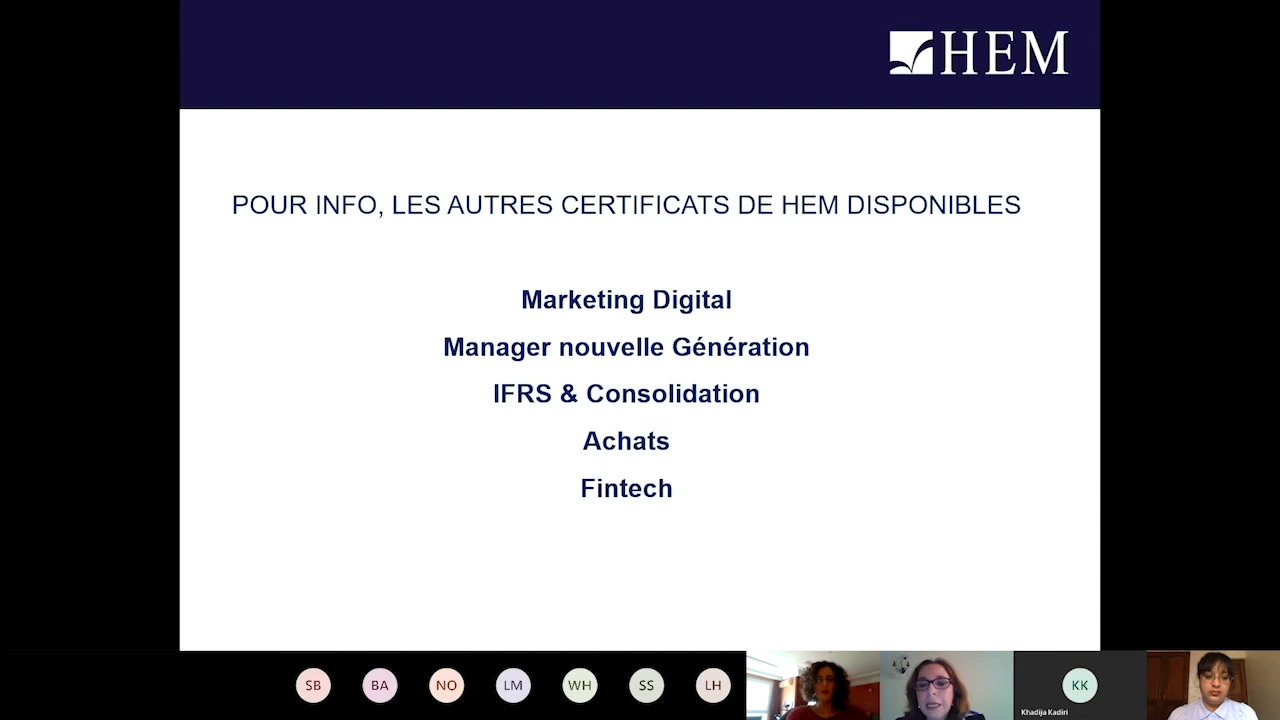 HEM
POUR INFO, LES AUTRES CERTIFICATS DE HEM DISPONIBLES
Marketing Digital
Manager nouvelle Génération
IFRS & Consolidation
Achats
Fintech
SB
BA
NO
LM
WH
SS
LH
KK
Khadija Kadiri